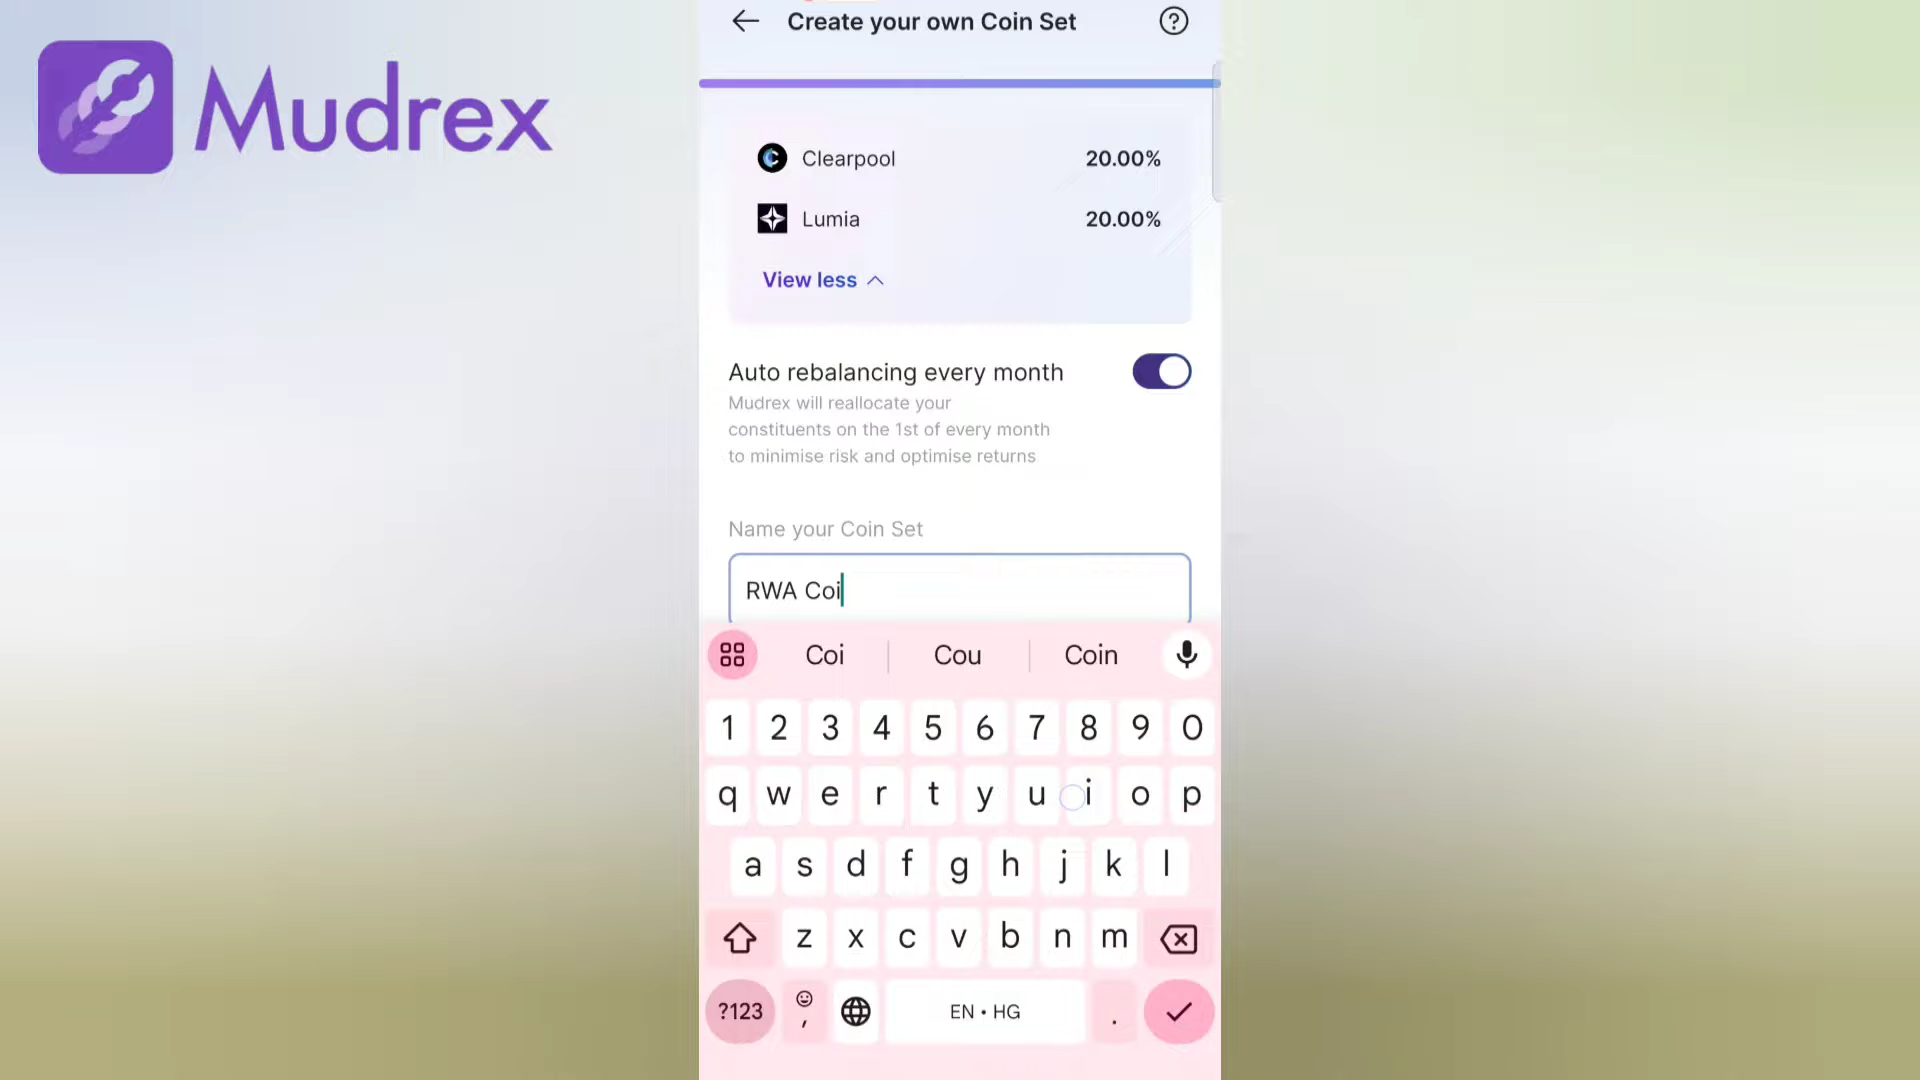 Mudrex
Create your own Coin Set
Clearpool 20.00%
Lumia 20.00%
View less
Auto rebalancing every month
Mudrex will reallocate your
constituents on the 1st of every month
to minimise risk and optimise returns
Name your Coin Set
RWA Coi
Coi Cou Coin
1 2 3 4 5 6 7 8 9 0
q w e r t y u i o p
a s d f g h j k l
z x c v b n m
?123 , EN • HG .